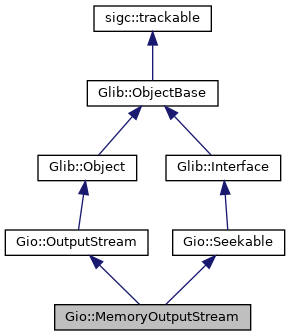 sigc::trackable
Glib::ObjectBase
Glib::Object
Glib::Interface
Gio::OutputStream
Gio::Seekable
Gio::MemoryOutputStream